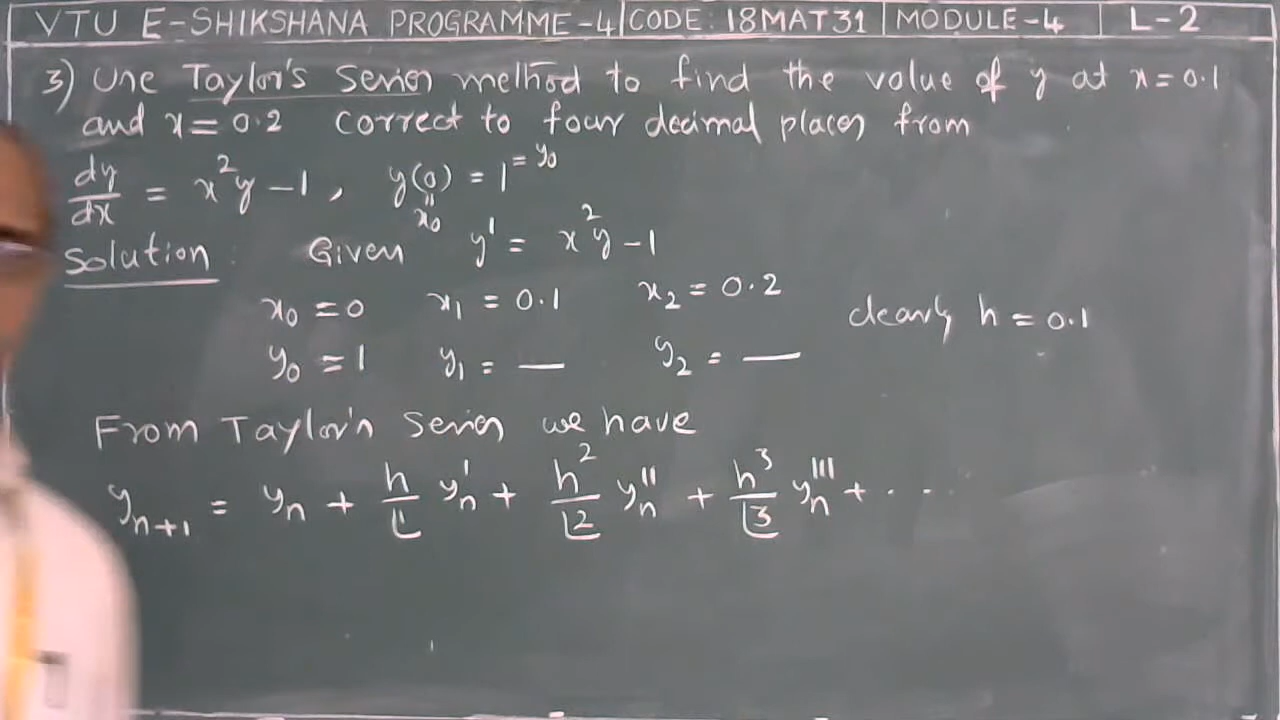 VTU E-SHIKSHANA PROGRAMME-4 | CODE: 18MAT31 | MODULE-4 | L-2
3) Use Taylor's Series method to find the value of y at x = 0.1
and x = 0.2 correct to four decimal places from
dy/dx = x²y - 1, y(0) = 1 = y₀
x₀
Solution : Given y' = x²y - 1
x₀ = 0 x₁ = 0.1 x₂ = 0.2 clearly h = 0.1
y₀ = 1 y₁ = — y₂ = —
From Taylor's Series we have
yₙ₊₁ = yₙ + h/⌊1 yₙ' + h²/⌊2 yₙ'' + h³/⌊3 yₙ''' + . . .